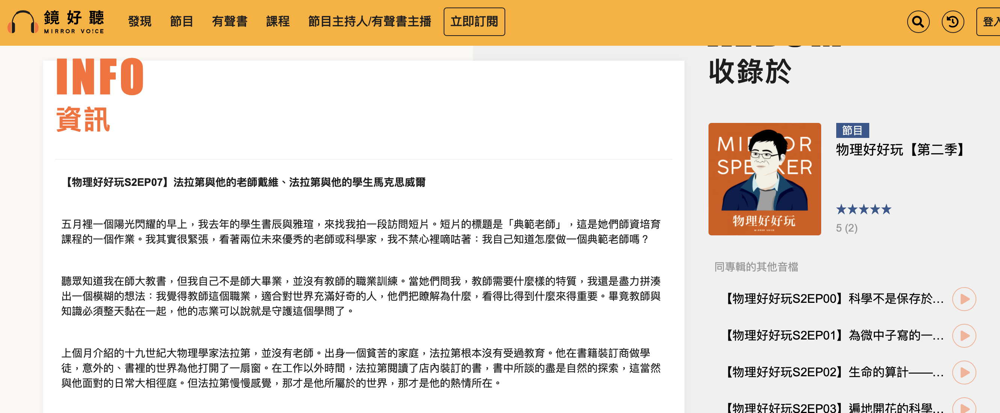 鏡好聽
MIRROR VO!CE
發現
節目
有聲書
課程
節目主持人/有聲書主播
立即訂閱
登入
INFO
資訊
【物理好好玩S2EP07】法拉第與他的老師戴維、法拉第與他的學生馬克思威爾
五月裡一個陽光閃耀的早上，我去年的學生書辰與雅瑄，來找我拍一段訪問短片。短片的標題是「典範老師」，這是她們師資培育
課程的一個作業。我其實很緊張，看著兩位未來優秀的老師或科學家，我不禁心裡嘀咕著：我自己知道怎麼做一個典範老師嗎？
聽眾知道我在師大教書，但我自己不是師大畢業，並沒有教師的職業訓練。當她們問我，教師需要什麼樣的特質，我還是盡力拼湊
出一個模糊的想法：我覺得教師這個職業，適合對世界充滿好奇的人，他們把瞭解為什麼，看得比得到什麼來得重要。畢竟教師與
知識必須整天黏在一起，他的志業可以說就是守護這個學問了。
上個月介紹的十九世紀大物理學家法拉第，並沒有老師。出身一個貧苦的家庭，法拉第根本沒有受過教育。他在書籍裝訂商做學
徒，意外的、書裡的世界為他打開了一扇窗。在工作以外時間，法拉第閱讀了店內裝訂的書，書中所談的盡是自然的探索，這當然
與他面對的日常大相徑庭。但法拉第慢慢感覺，那才是他所屬於的世界，那才是他的熱情所在。
收錄於
MI OR
SPE KER
物理好好玩
MIRROR VOICE
節目
物理好好玩【第二季】
★★★★★
5 (2)
同專輯的其他音檔
【物理好好玩S2EP00】科學不是保存於...
【物理好好玩S2EP01】為微中子寫的一...
【物理好好玩S2EP02】生命的算計——...
【物理好好玩S2EP03】遍地開花的科學...